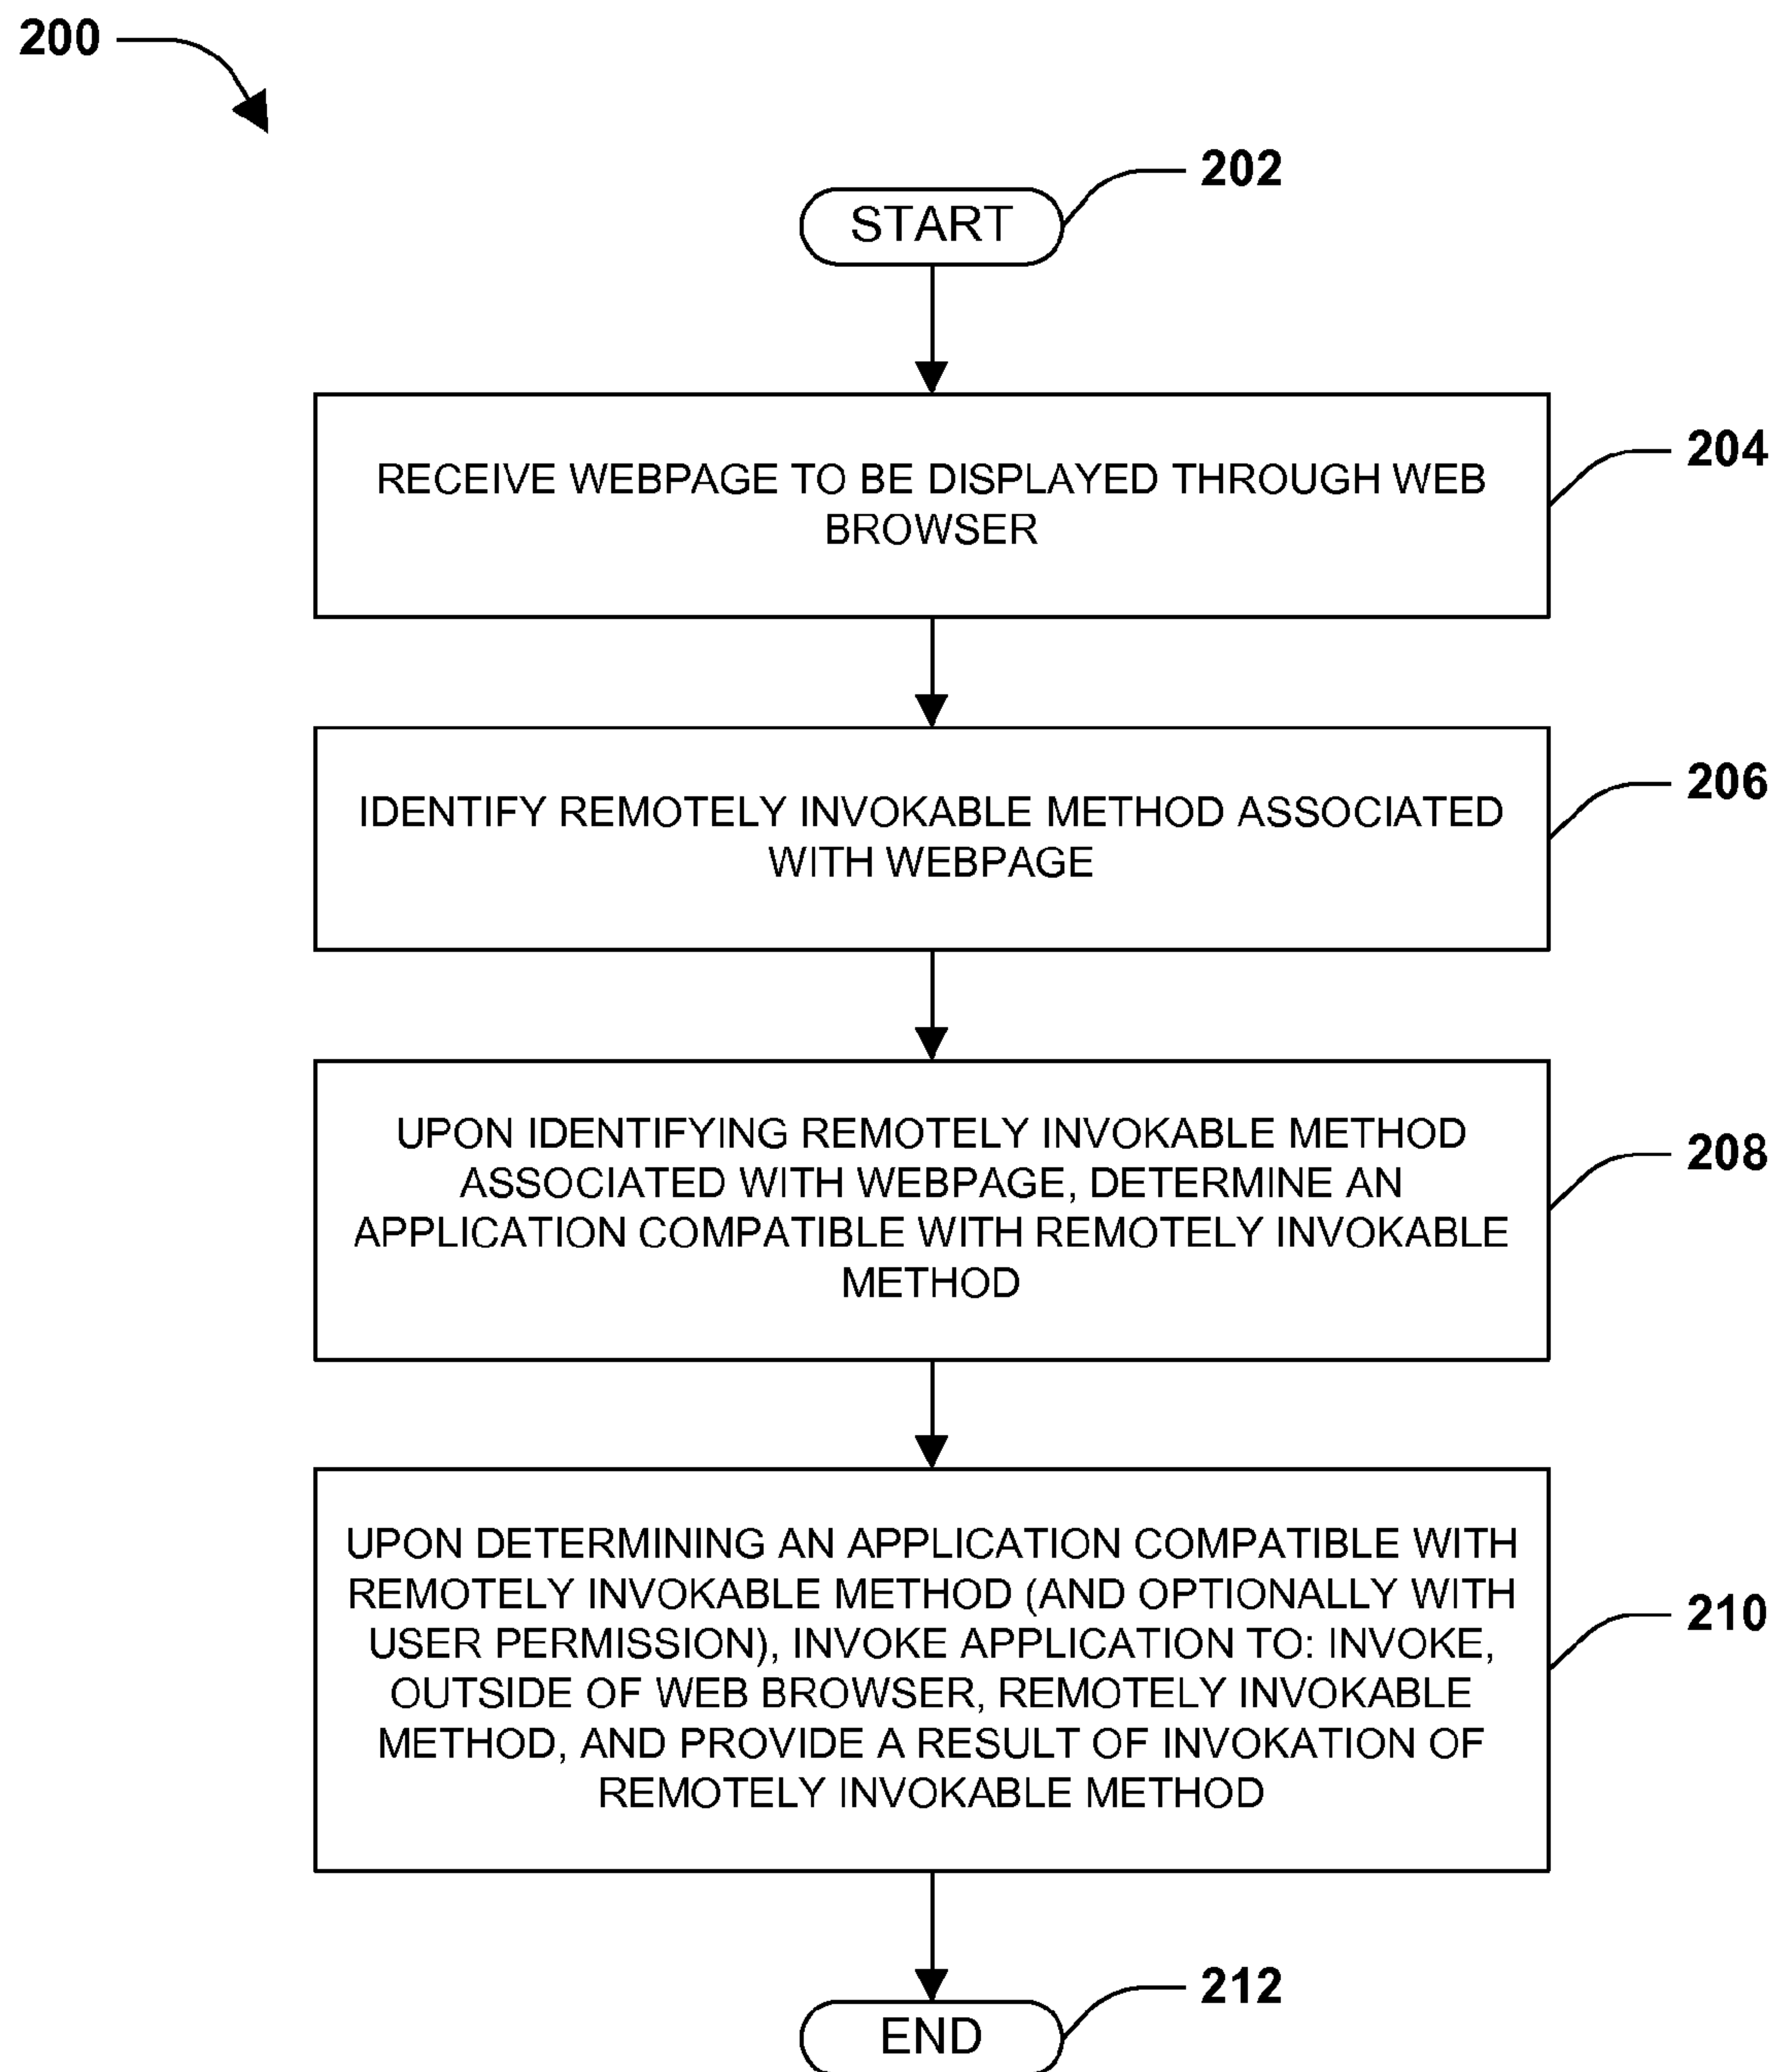 200
202
START
204
RECEIVE WEBPAGE TO BE DISPLAYED THROUGH WEB
BROWSER
206
IDENTIFY REMOTELY INVOKABLE METHOD ASSOCIATED
WITH WEBPAGE
208
UPON IDENTIFYING REMOTELY INVOKABLE METHOD
ASSOCIATED WITH WEBPAGE, DETERMINE AN
APPLICATION COMPATIBLE WITH REMOTELY INVOKABLE
METHOD
210
UPON DETERMINING AN APPLICATION COMPATIBLE WITH
REMOTELY INVOKABLE METHOD (AND OPTIONALLY WITH
USER PERMISSION), INVOKE APPLICATION TO: INVOKE,
OUTSIDE OF WEB BROWSER, REMOTELY INVOKABLE
METHOD, AND PROVIDE A RESULT OF INVOKATION OF
REMOTELY INVOKABLE METHOD
212
END